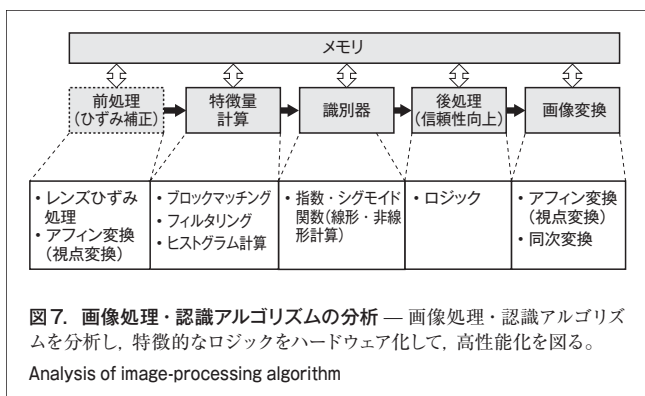 メモリ
前処理
(ひずみ補正)
特徴量
計算
識別器
後処理
(信頼性向上)
画像変換
・レンズひずみ
処理
・アフィン変換
(視点変換)
・ブロックマッチング
・フィルタリング
・ヒストグラム計算
・指数・シグモイド
関数(線形・非線
形計算)
・ロジック
・アフィン変換
(視点変換)
・同次変換
図7. 画像処理・認識アルゴリズムの分析 — 画像処理・認識アルゴリズ
ムを分析し,特徴的なロジックをハードウェア化して,高性能化を図る。
Analysis of image-processing algorithm